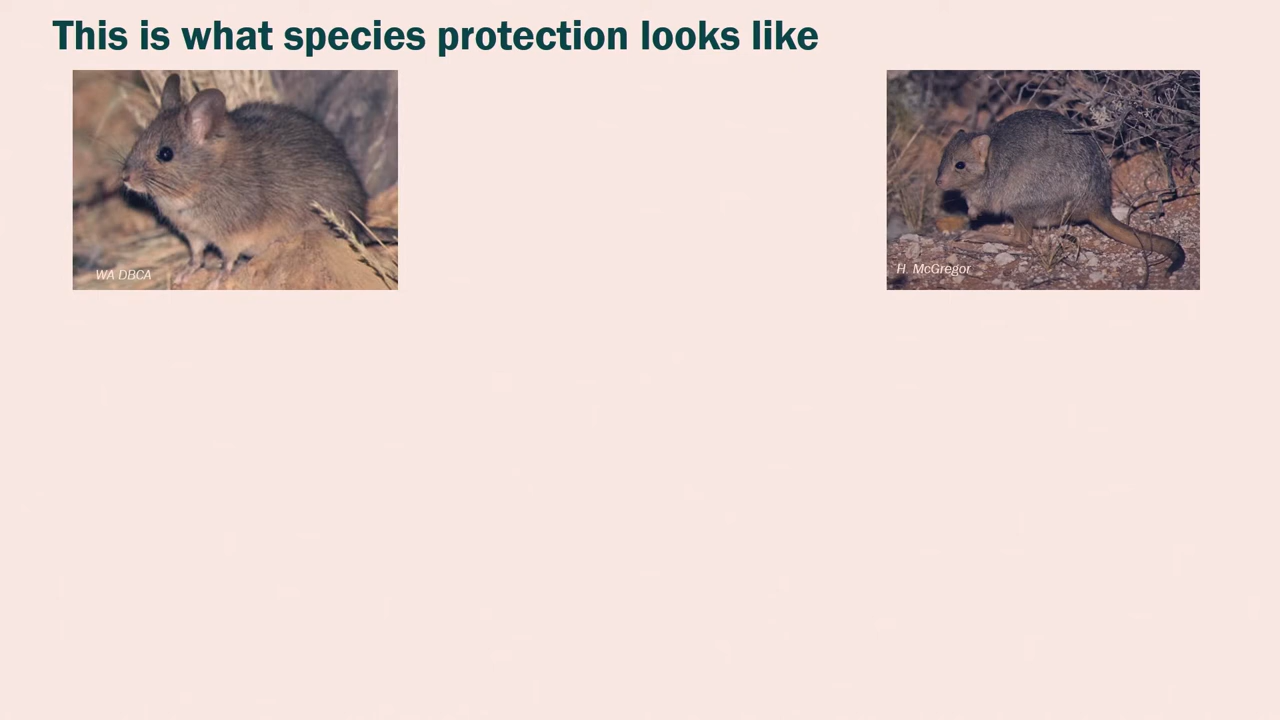 This is what species protection looks like
WA DBCA
H. McGregor